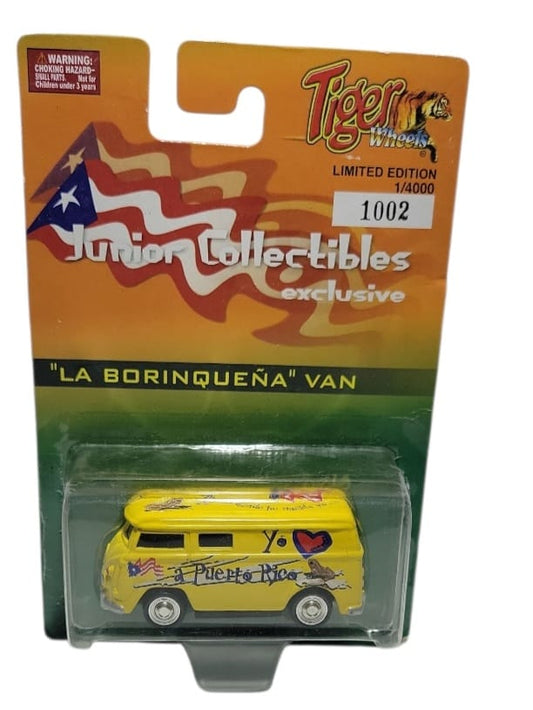 WARNING:
CHOKING HAZARD-
SMALL PARTS. Not for
Children under 3 years
Tiger
Wheels
LIMITED EDITION
1/4000
1002
Junior Collectibles
exclusive
"LA BORINQUEÑA" VAN
Y
a Puerto Rico